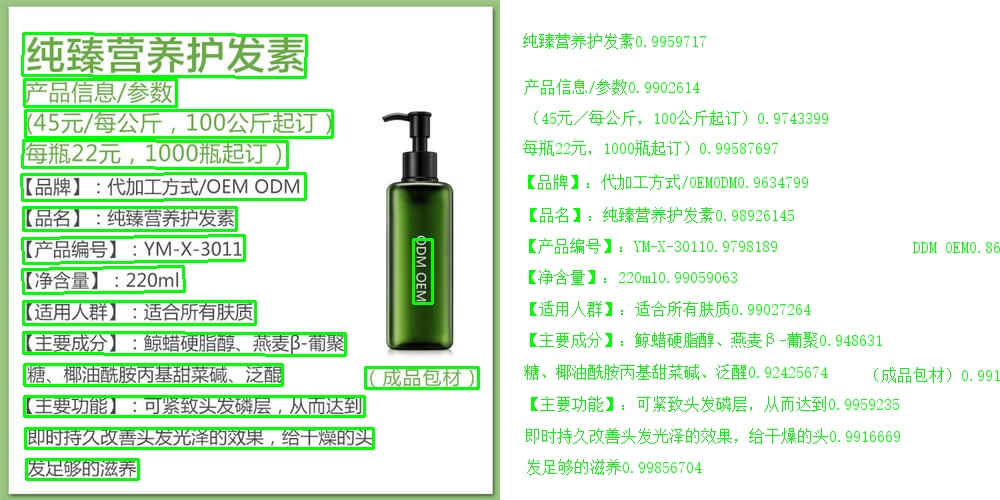 纯臻营养护发素
产品信息/参数
(45元/每公斤，100公斤起订）
每瓶22元，1000瓶起订）
【品牌】：代加工方式/OEM ODM
【品名】：纯臻营养护发素
【产品编号】：YM-X-3011
ODM OEM
【净含量】：220ml
【适用人群】：适合所有肤质
【主要成分】：鲸蜡硬脂醇、燕麦β-葡聚
糖、椰油酰胺丙基甜菜碱、泛醌
（成品包材）
【主要功能】：可紧致头发磷层，从而达到
即时持久改善头发光泽的效果，给干燥的头
发足够的滋养
纯臻营养护发素0.9959717
产品信息/参数0.9902614
（45元／每公斤，100公斤起订）0.9743399
每瓶22元，1000瓶起订）0.99587697
【品牌】：代加工方式/OEMODM0.9634799
【品名】：纯臻营养护发素0.98926145
【产品编号】：YM-X-30110.9798189
DDM OEM0.86
【净含量】：220ml0.99059063
【适用人群】：适合所有肤质0.99027264
【主要成分】：鲸蜡硬脂醇、燕麦β-葡聚0.948631
糖、椰油酰胺丙基甜菜碱、泛醒0.92425674
（成品包材）0.991
【主要功能】：可紧致头发磷层，从而达到0.9959235
即时持久改善头发光泽的效果，给干燥的头0.9916669
发足够的滋养0.99856704